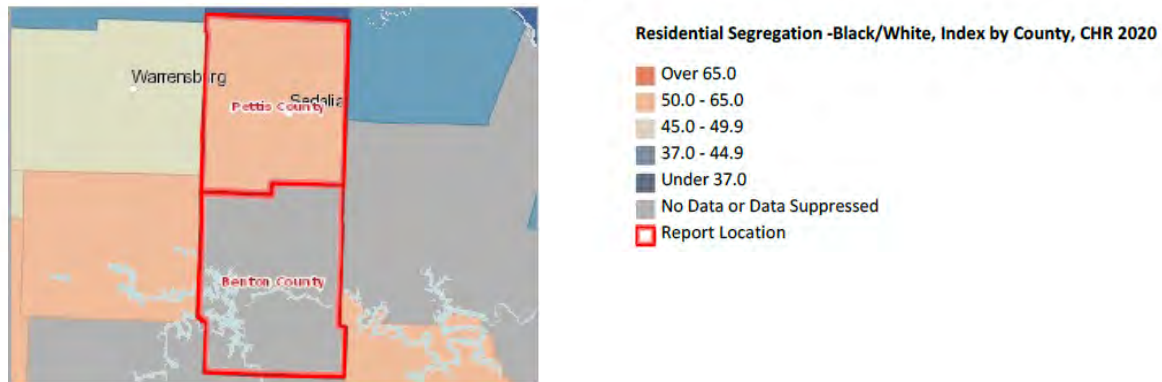 Warrensburg
Sedalia
Pettis County
Benton County
Residential Segregation -Black/White, Index by County, CHR 2020
Over 65.0
50.0 - 65.0
45.0 - 49.9
37.0 - 44.9
Under 37.0
No Data or Data Suppressed
Report Location